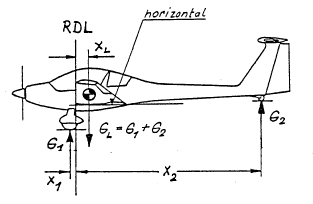 horizontal
RDL
X_L
G_1
G_L = G_1 + G_2
G_2
X_1
X_2